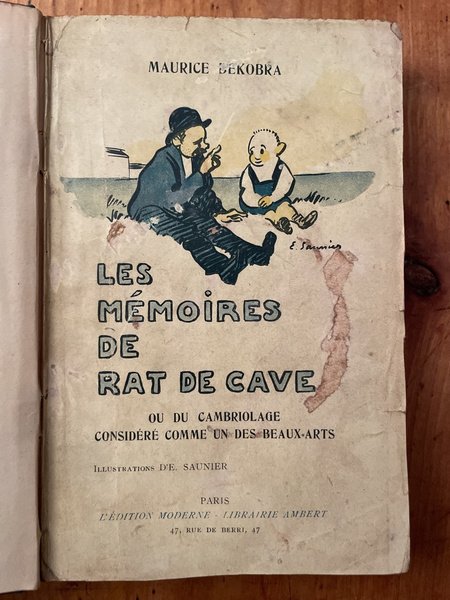 MAURICE DEKOBRA
E. Saunier
LES
MÉMOIRES
DE
RAT DE CAVE
OU DU CAMBRIOLAGE
CONSIDÉRÉ COMME UN DES BEAUX-ARTS
ILLUSTRATIONS D'E. SAUNIER
PARIS
L'ÉDITION MODERNE - LIBRAIRIE AMBERT
47, RUE DE BERRI, 47